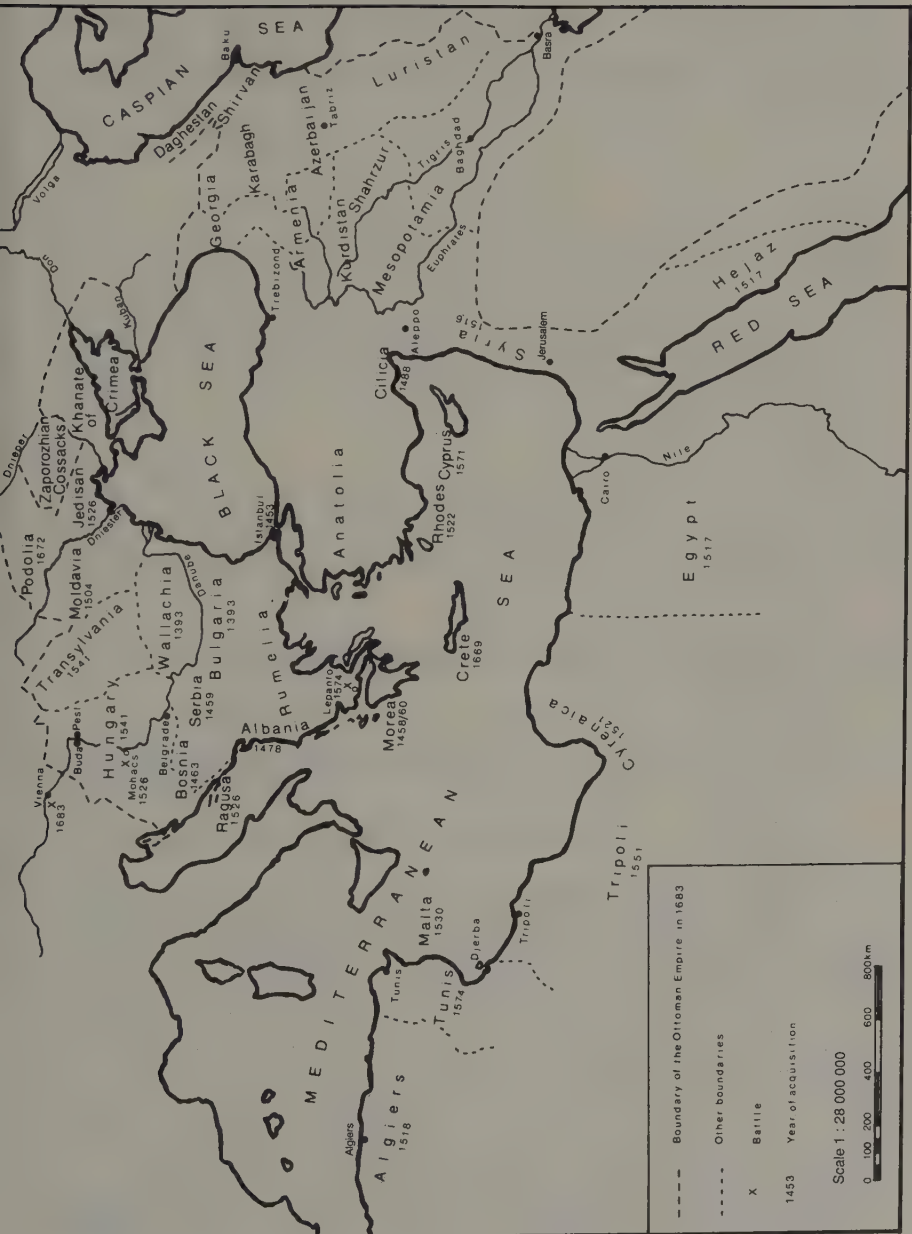 CASPIAN
SEA
Baku
Volga
Daghestan
Shirvan
Don
Georgia
Karabagh
Azerbaijan
Tabriz
Luristan
Armenia
Kurdistan
Shahrzur
Tigris
Baghdad
Basra
Mesopotamia
Euphrates
Kuban
Trebizond
Dnieper
Zaporozhian
Cossacks
Khanate
of
Crimea
Jedisan
1526
Dniester
BLACK SEA
Podolia
1672
Moldavia
1504
Transylvania
1541
Wallachia
1393
Danube
Bulgaria
1393
Istanbul
1453
Anatolia
Cilicia
1488
Aleppo
Syria
1516
Jerusalem
Hejaz
1517
RED SEA
Vienna
X
1683
Buda
Pest
Hungary
1541
X
Mohacs
1526
Belgrade
Serbia
1459
Bosnia
1463
Ragusa
1526
Albania
1478
Rumelia
Lepanto
1574
X
Morea
1458/60
Crete
1669
Rhodes
1522
Cyprus
1571
MEDITERRANEAN
SEA
Cairo
Nile
Egypt
1517
Cyrenaica
1521
Tripoli
1551
Tripoli
Djerba
Malta
1530
Tunis
Tunis
1574
Algiers
Algiers
1518
Boundary of the Ottoman Empire in 1683
Other boundaries
X Battle
1453 Year of acquisition
Scale 1 : 28 000 000
0 100 200 400 600 800km